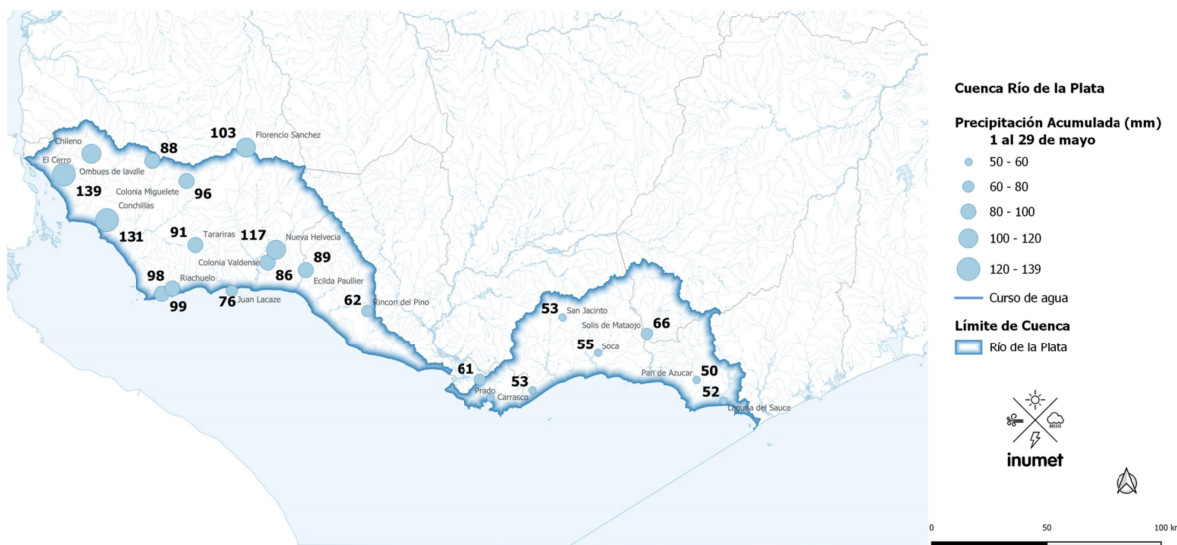 103
Florencio Sanchez
Chileno
88
El Cerro
Ombues de lavalle
139
Colonia Miguelete
96
Conchillas
131
91
Tarariras
117
Nueva Helvecia
Colonia Valdense
89
86
Ecilda Paullier
98
Riachuelo
99
76
Juan Lacaze
62
Rincon del Pino
53
San Jacinto
Solis de Mataojo
66
55
Soca
61
Prado
53
Carrasco
Pan de Azucar
50
52
Laguna del Sauce
Cuenca Río de la Plata
Precipitación Acumulada (mm)
1 al 29 de mayo
50 - 60
60 - 80
80 - 100
100 - 120
120 - 139
Curso de agua
Límite de Cuenca
Río de la Plata
inumet
0 50 100 km